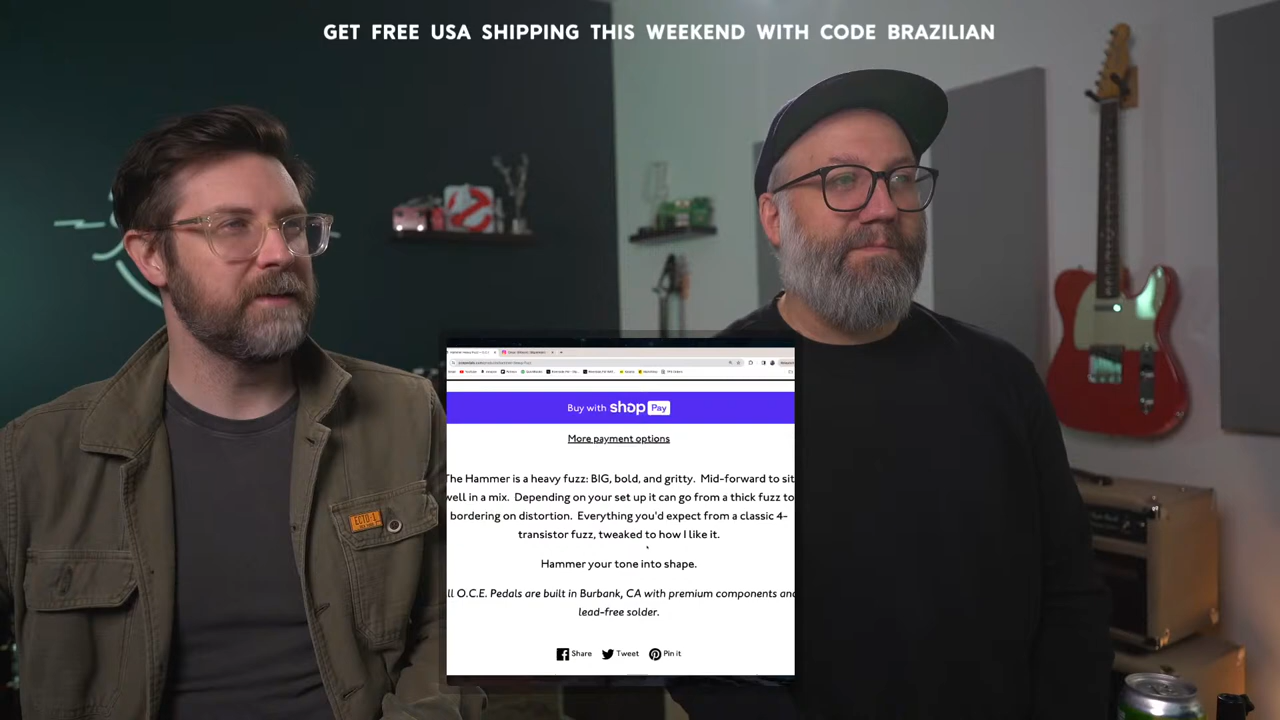 GET FREE USA SHIPPING THIS WEEKEND WITH CODE BRAZILIAN
Buy with shop Pay
More payment options
The Hammer is a heavy fuzz: BIG, bold, and gritty. Mid-forward to sit
well in a mix. Depending on your set up it can go from a thick fuzz to
bordering on distortion. Everything you'd expect from a classic 4-
transistor fuzz, tweaked to how I like it.
Hammer your tone into shape.
ll O.C.E. Pedals are built in Burbank, CA with premium components and
lead-free solder.
Share Tweet Pin it
ECTO-1